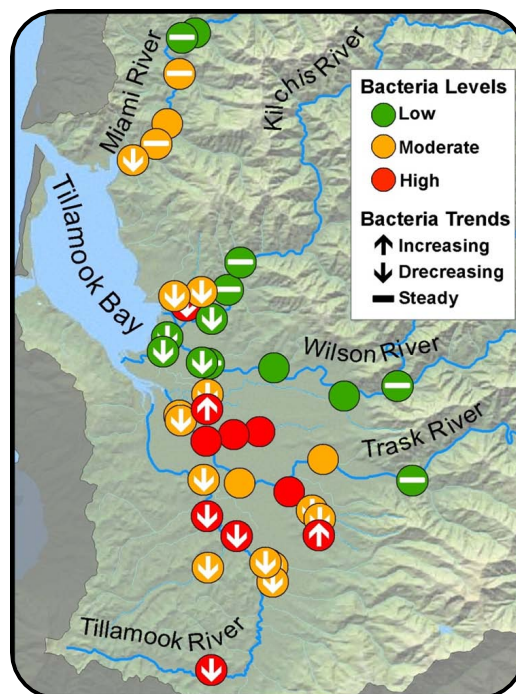 Miami River
Kilchis River
Bacteria Levels
Low
Moderate
High
Bacteria Trends
Increasing
Drecreasing
Steady
Tillamook Bay
Wilson River
Trask River
Tillamook River